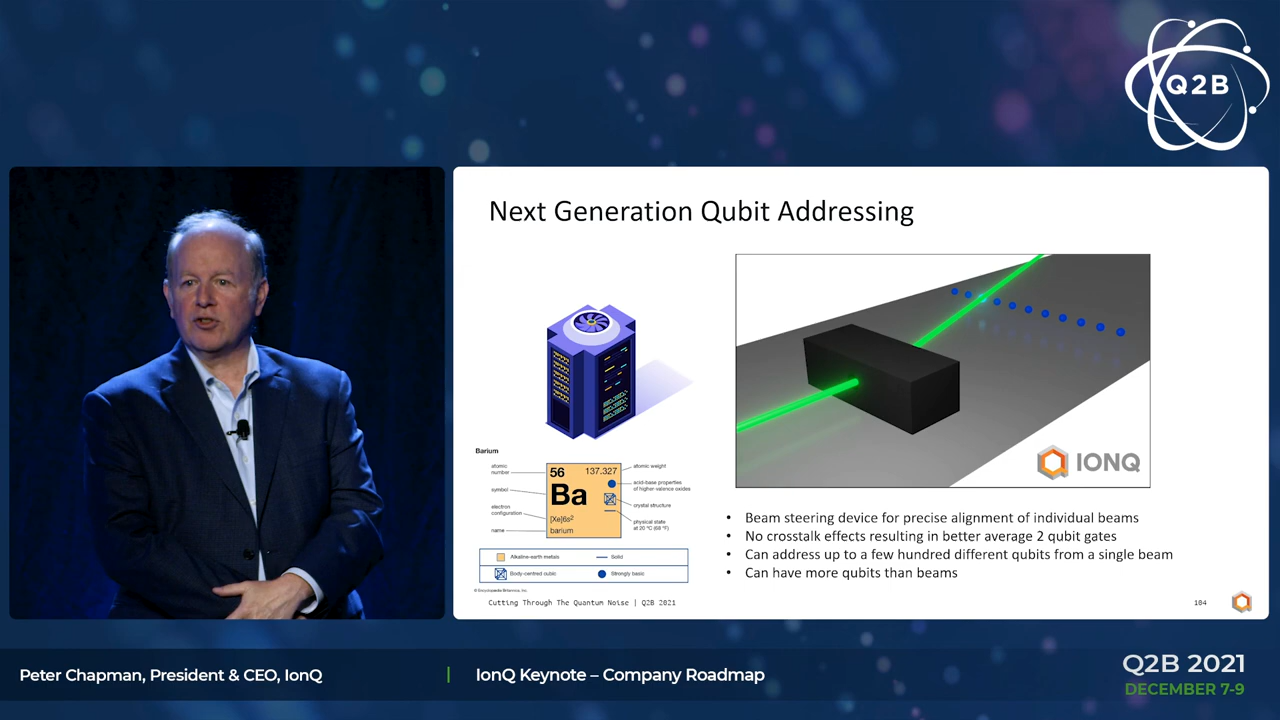 Q2B
Next Generation Qubit Addressing
Barium
atomic
number
symbol
electron
configuration
name
56
137.327
Ba
[Xe]6s²
barium
atomic weight
acid-base properties
of higher-valence oxides
crystal structure
physical state
at 20 °C (68 °F)
Alkaline-earth metals
Solid
Body-centred cubic
Strongly basic
© Encyclopædia Britannica, Inc.
IONQ
• Beam steering device for precise alignment of individual beams
• No crosstalk effects resulting in better average 2 qubit gates
• Can address up to a few hundred different qubits from a single beam
• Can have more qubits than beams
Cutting Through The Quantum Noise | Q2B 2021
104
Peter Chapman, President & CEO, IonQ
IonQ Keynote – Company Roadmap
Q2B 2021
DECEMBER 7-9